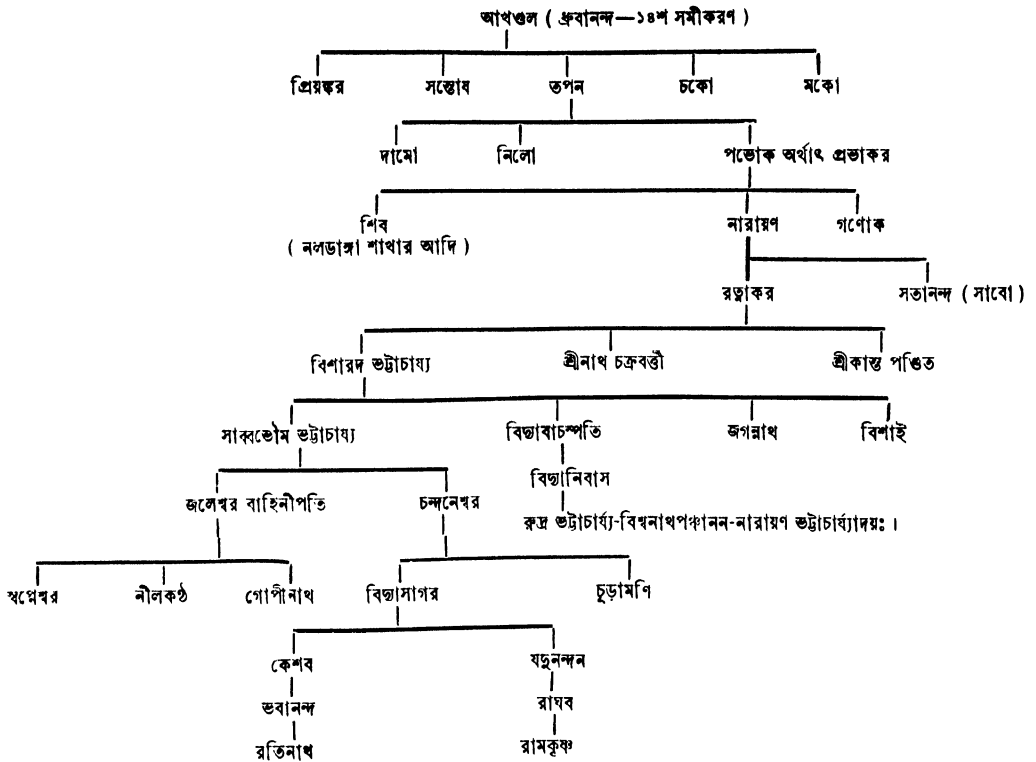 আখণ্ডল ( ধ্রুবানন্দ—১৪শ সমীকরণ )
প্রিয়ঙ্কর সন্তোষ তপন চকো মকো
দামো নিলো পভোক অর্থাৎ প্রভাকর
শিব নারায়ণ গণোক
( নলডাঙ্গা শাখার আদি )
রত্নাকর সতানন্দ ( সাবো )
বিশারদ ভট্টাচায্য শ্রীনাথ চক্রবর্ত্তী শ্রীকান্ত পণ্ডিত
সাব্বভৌম ভট্টাচায্য বিদ্যাবাচস্পতি জগন্নাথ বিশাই
বিদ্যানিবাস
জলেশ্বর বাহিনীপতি চন্দনেশ্বর
রুদ্র ভট্টাচার্য্য-বিশ্বনাথপঞ্চানন-নারায়ণ ভট্টাচার্য্যাদয়ঃ ।
স্বপ্নেশ্বর নীলকণ্ঠ গোপীনাথ বিদ্যাসাগর চূড়ামণি
কেশব যদুনন্দন
ভবানন্দ রাঘব
রতিনাথ রামকৃষ্ণ